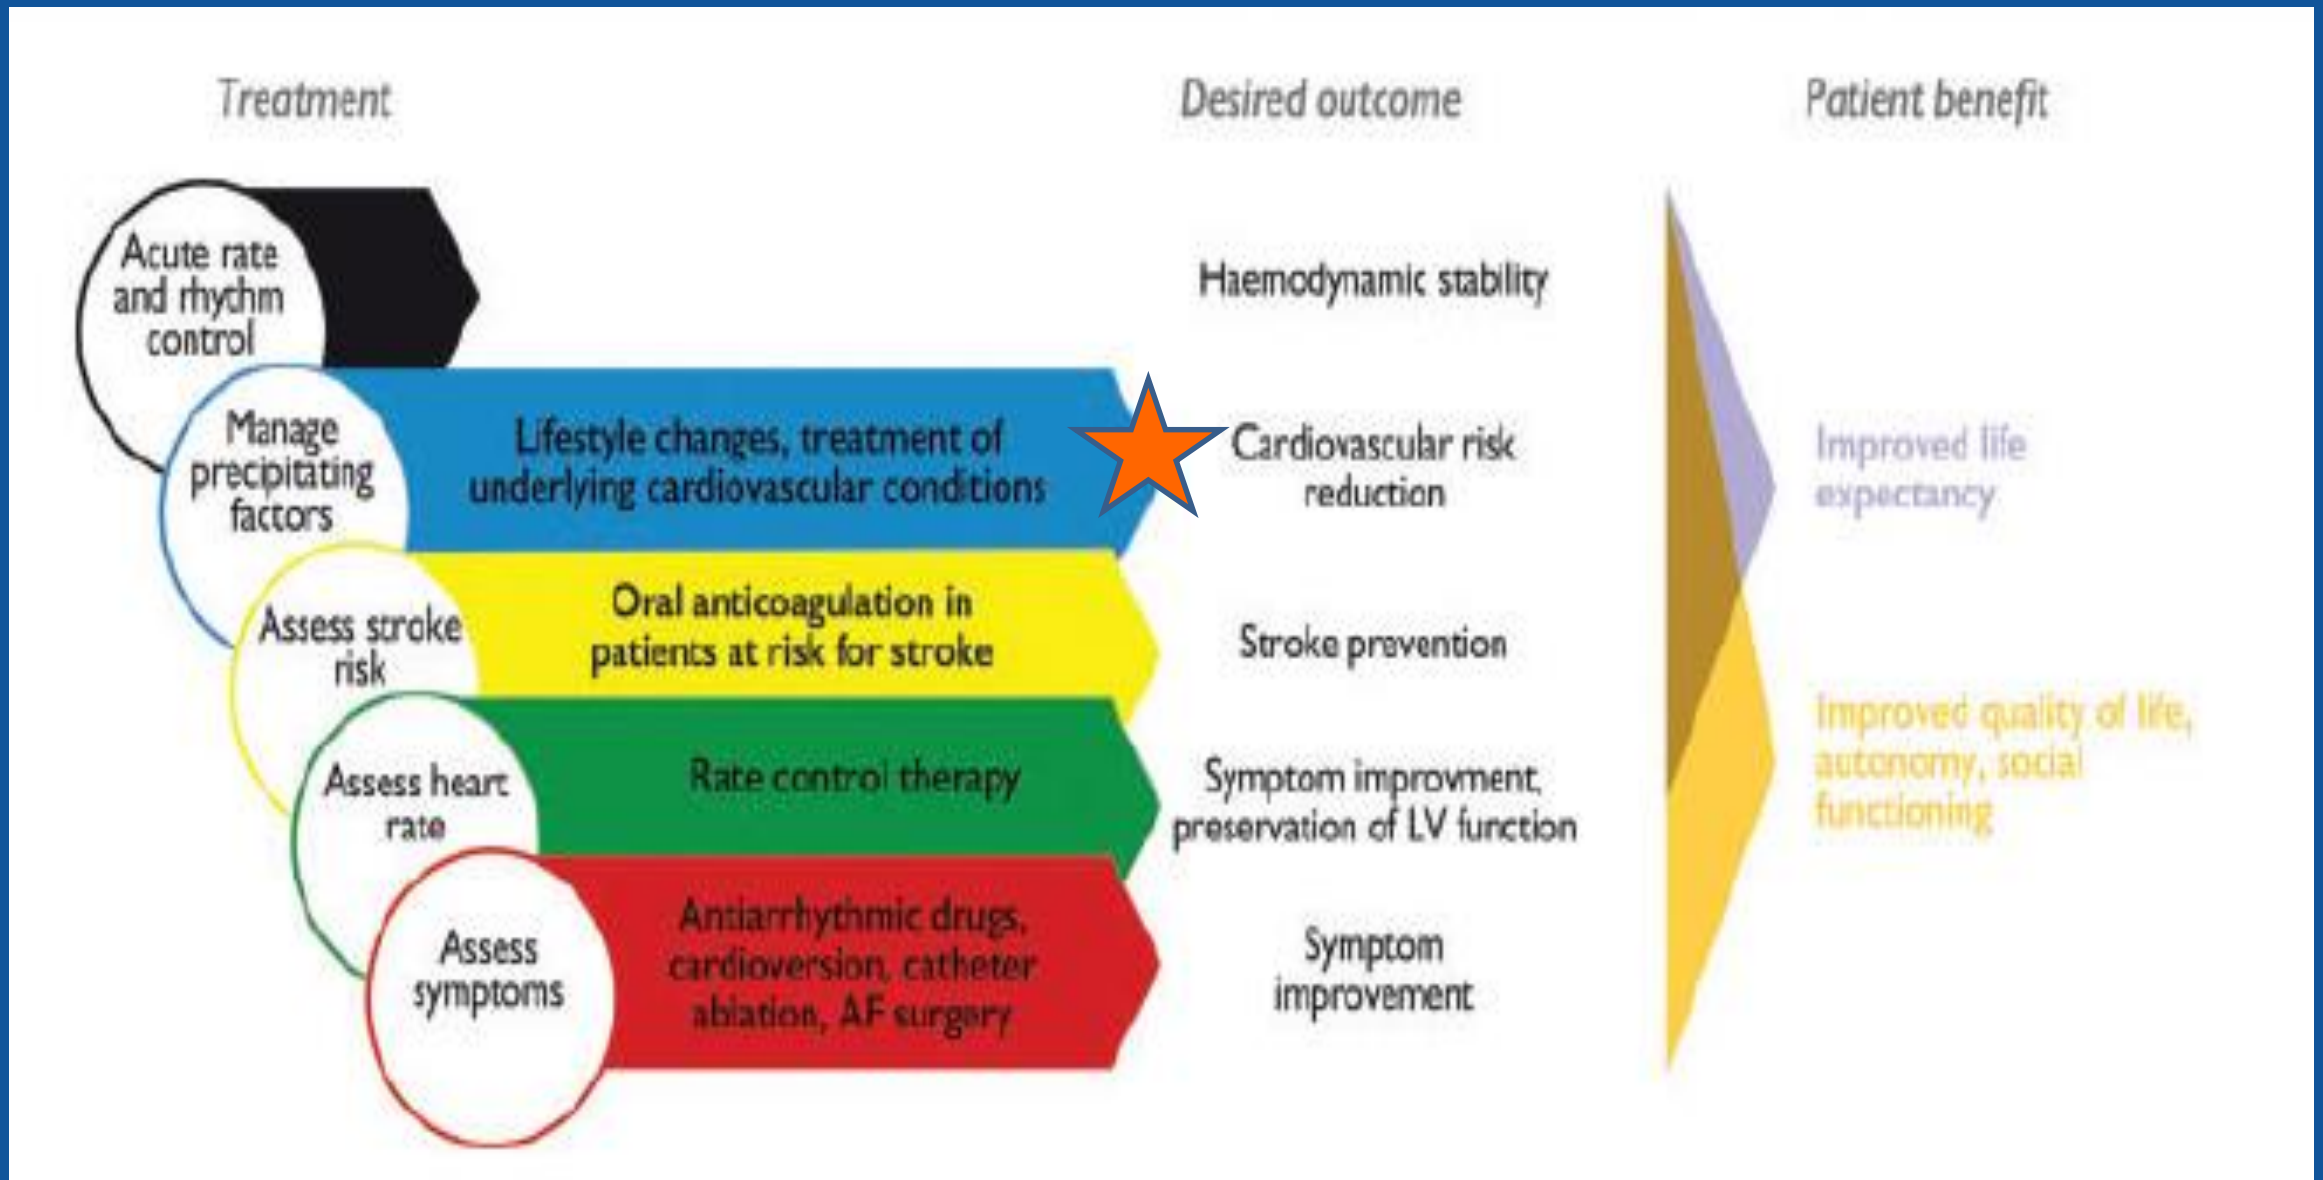 Treatment
Desired outcome
Patient benefit
Acute rate
and rhythm
control
Haemodynamic stability
Manage
precipitating
factors
Lifestyle changes, treatment of
underlying cardiovascular conditions
Cardiovascular risk
reduction
Improved life
expectancy
Assess stroke
risk
Oral anticoagulation in
patients at risk for stroke
Stroke prevention
Assess heart
rate
Rate control therapy
Symptom improvment,
preservation of LV function
Improved quality of life,
autonomy, social
functioning
Assess
symptoms
Antiarrhythmic drugs,
cardioversion, catheter
ablation, AF surgery
Symptom
improvement